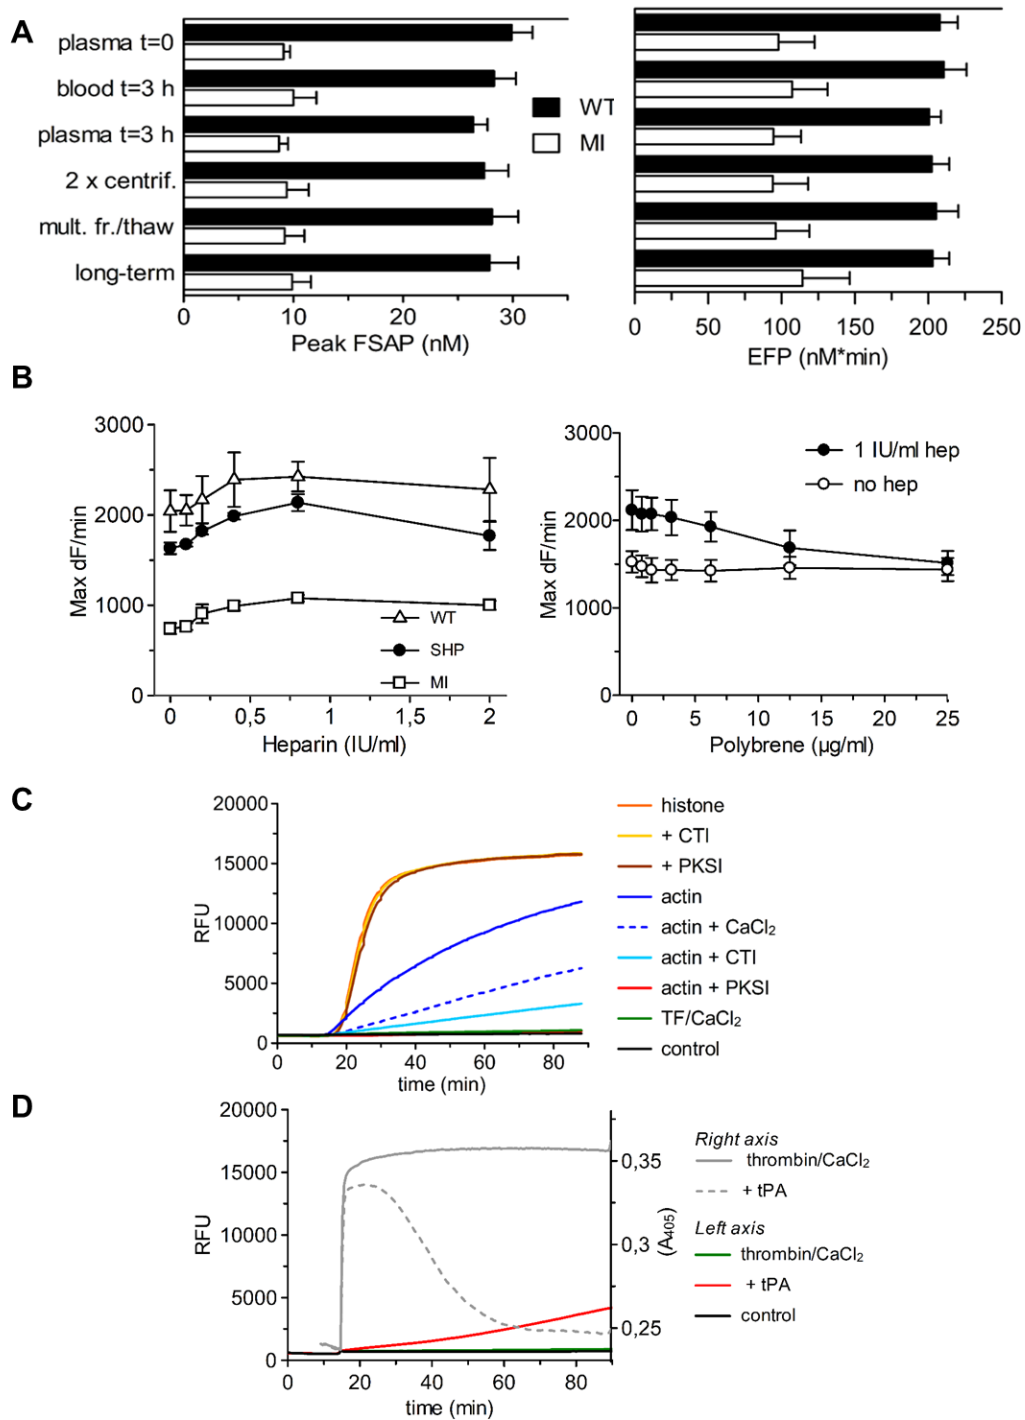 A
plasma t=0
blood t=3 h
plasma t=3 h
2 x centrif.
mult. fr./thaw
long-term
0 10 20 30
Peak FSAP (nM)
WT
MI
0 50 100 150 200 250
EFP (nM*min)
B
3000
2000
1000
0
Max dF/min
0 0,5 1 1,5 2
Heparin (IU/ml)
WT
SHP
MI
3000
2000
1000
0
Max dF/min
0 5 10 15 20 25
Polybrene (µg/ml)
1 IU/ml hep
no hep
C
20000
15000
10000
5000
0
RFU
0 20 40 60 80
time (min)
histone
+ CTI
+ PKSI
actin
actin + CaCl₂
actin + CTI
actin + PKSI
TF/CaCl₂
control
D
20000
15000
10000
5000
0
RFU
0 20 40 60 80
time (min)
0,35
0,3
0,25
(A₄₀₅)
Right axis
thrombin/CaCl₂
+ tPA
Left axis
thrombin/CaCl₂
+ tPA
control